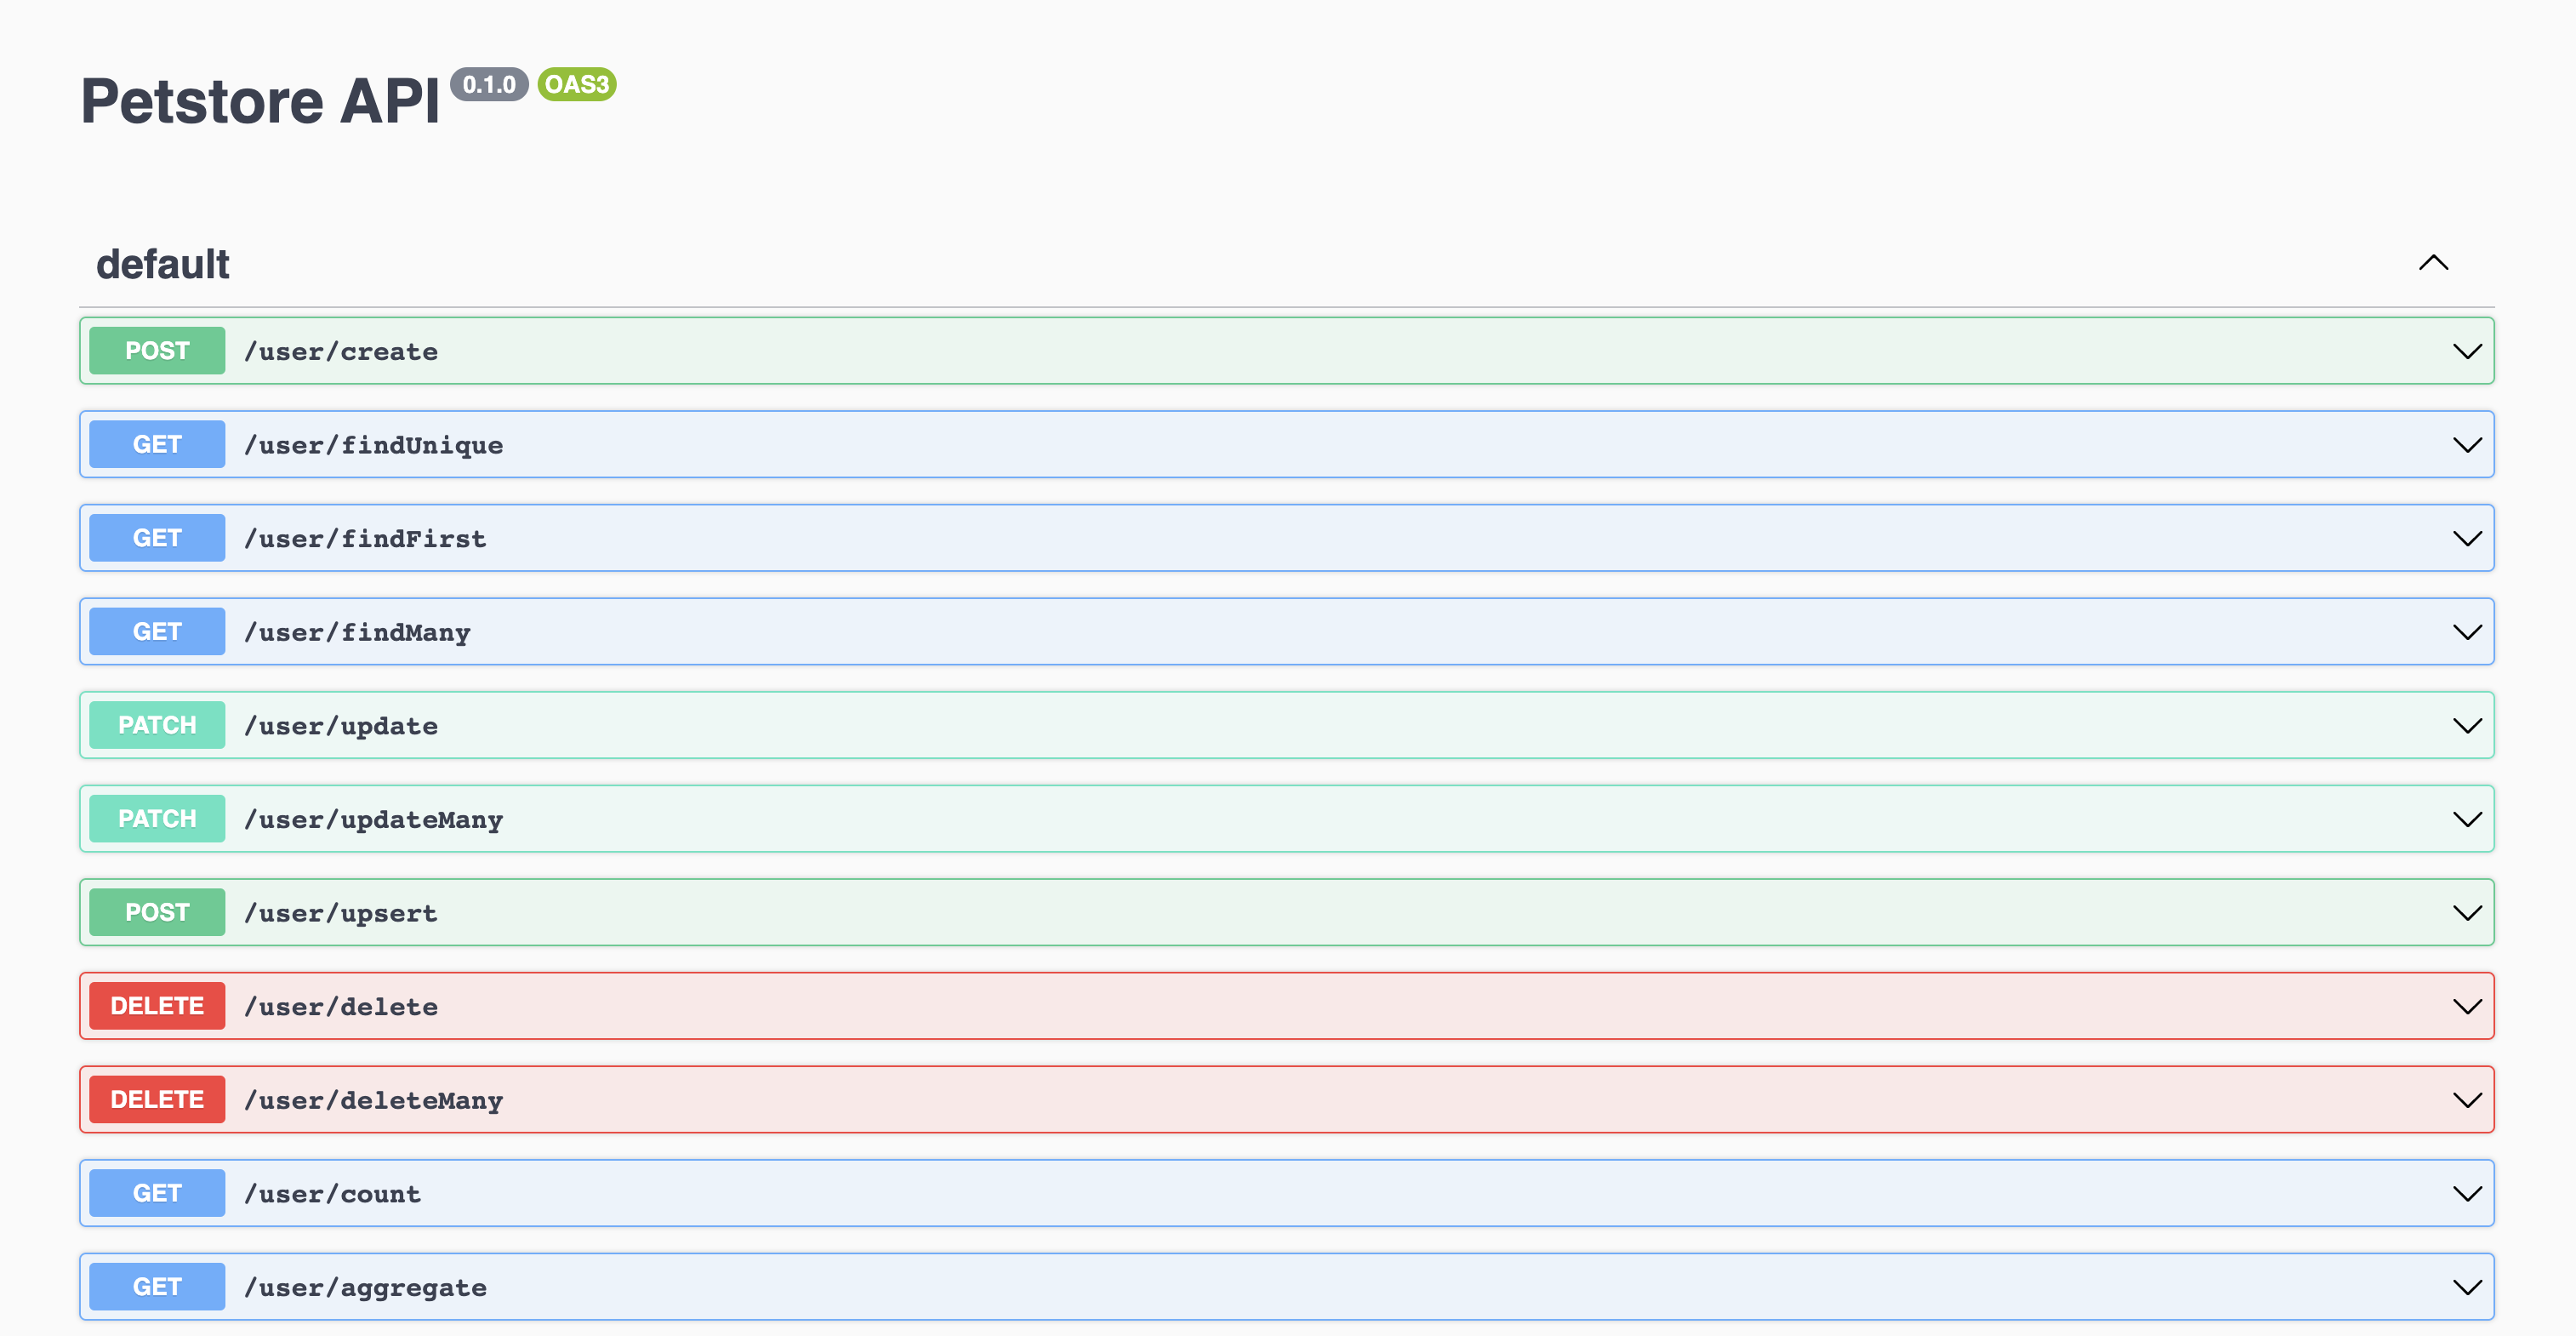 Petstore API 0.1.0 OAS3
default
POST /user/create
GET /user/findUnique
GET /user/findFirst
GET /user/findMany
PATCH /user/update
PATCH /user/updateMany
POST /user/upsert
DELETE /user/delete
DELETE /user/deleteMany
GET /user/count
GET /user/aggregate